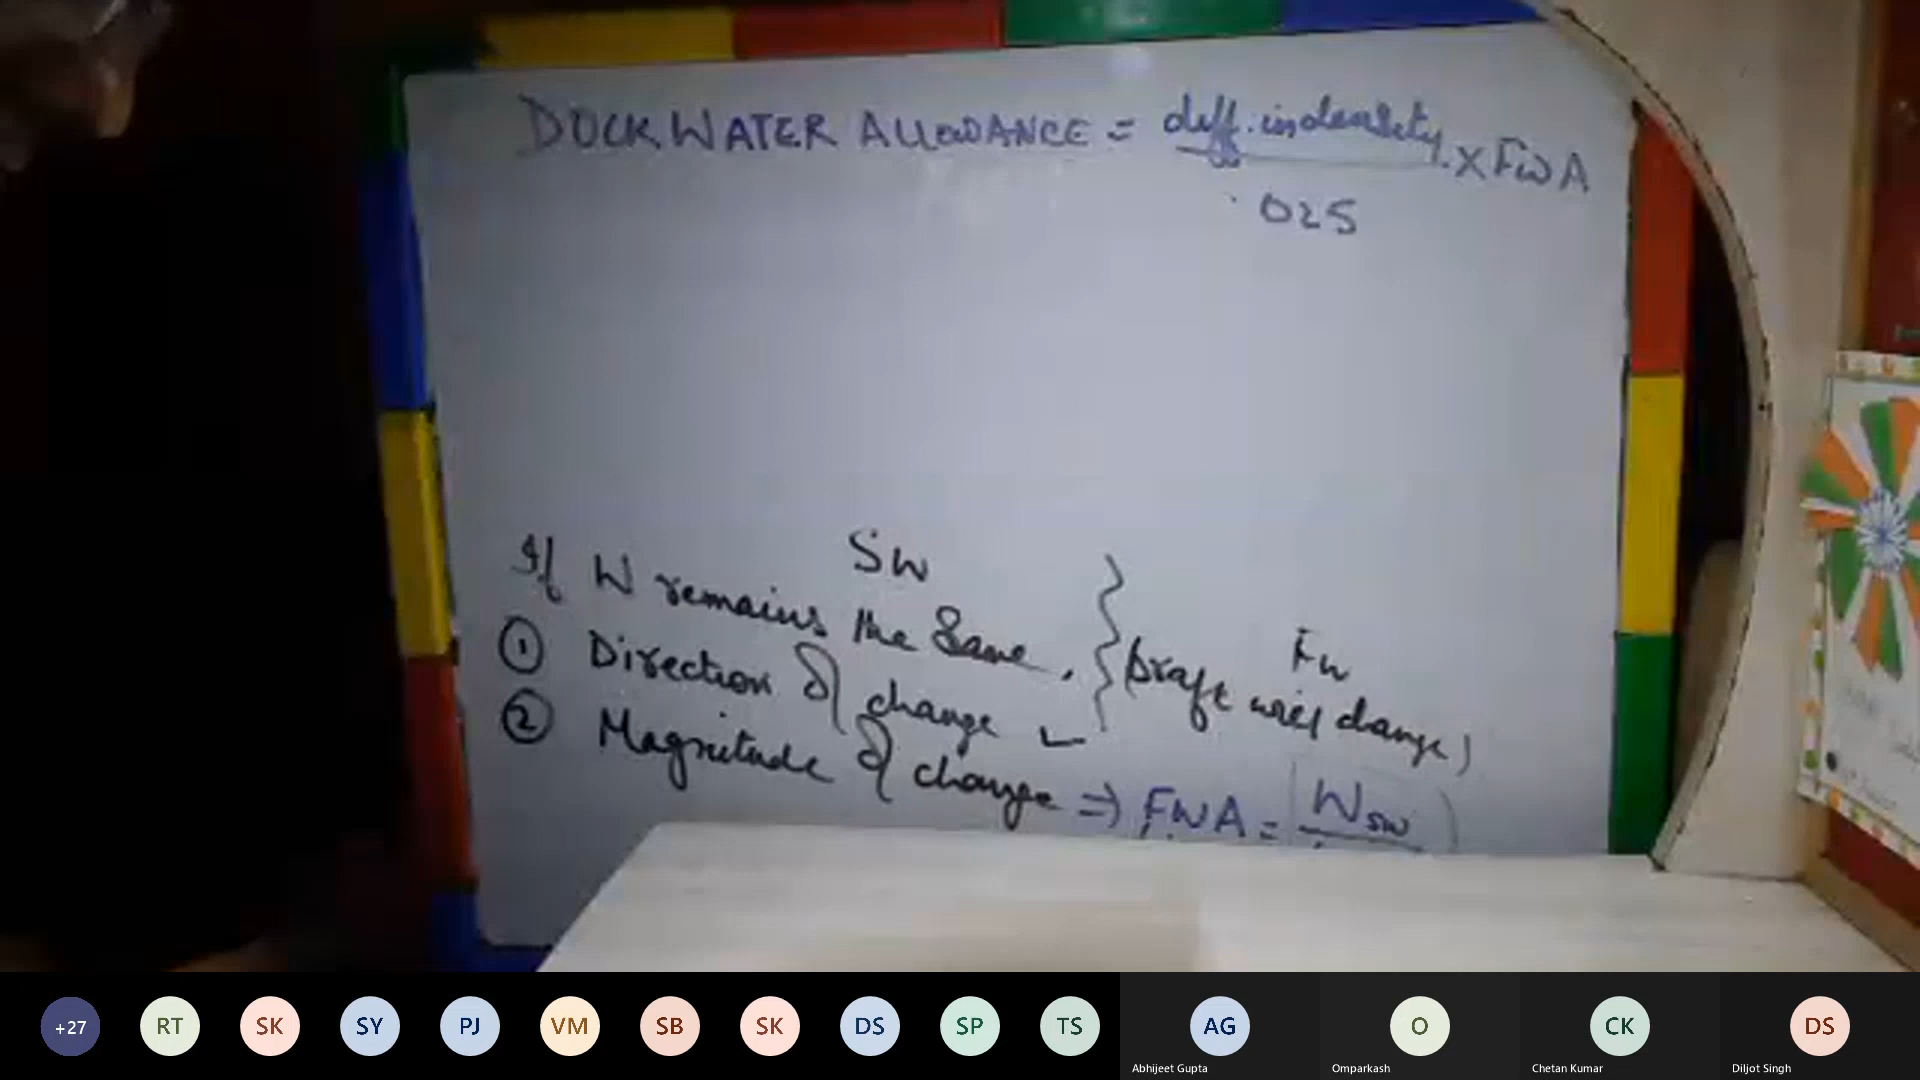 DOCK WATER ALLOWANCE = diff. in density x FWA
.025
SW
If W remains the same,
Fw
① Direction of change ✓
Draft will change)
② Magnitude of change => FWA = (Wsw)
+27
RT
SK
SY
PJ
VM
SB
SK
DS
SP
TS
AG
O
CK
DS
Abhijeet Gupta
Omparkash
Chetan Kumar
Diljot Singh